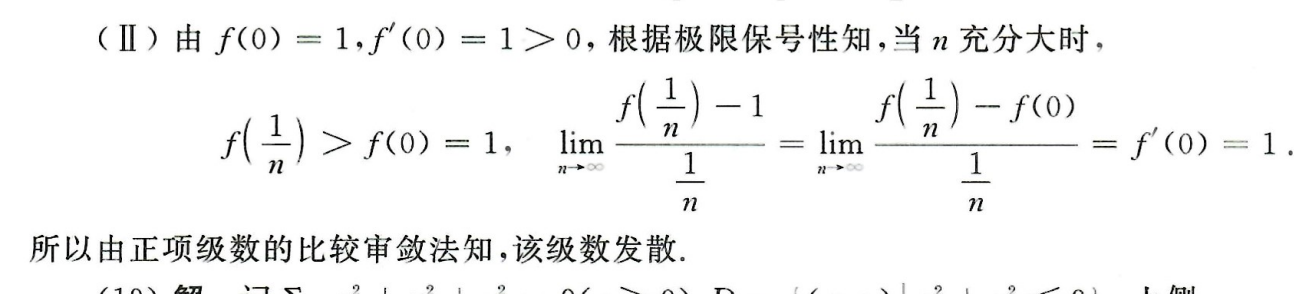 (Ⅱ)由 f(0) = 1, f′(0) = 1 > 0, 根据极限保号性知,当 n 充分大时,
f(1/n) > f(0) = 1, lim_{n→∞} (f(1/n) − 1)/(1/n) = lim_{n→∞} (f(1/n) − f(0))/(1/n) = f′(0) = 1.
所以由正项级数的比较审敛法知,该级数发散.